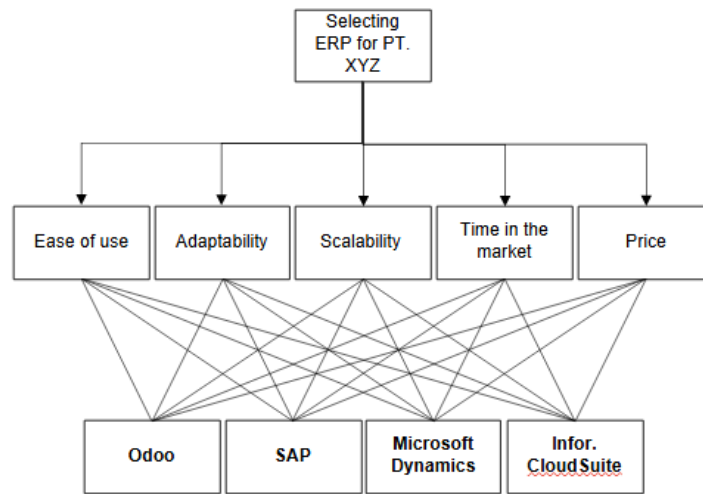 Selecting
ERP for PT.
XYZ
Ease of use
Adaptability
Scalability
Time in the
market
Price
Odoo
SAP
Microsoft
Dynamics
Infor.
CloudSuite